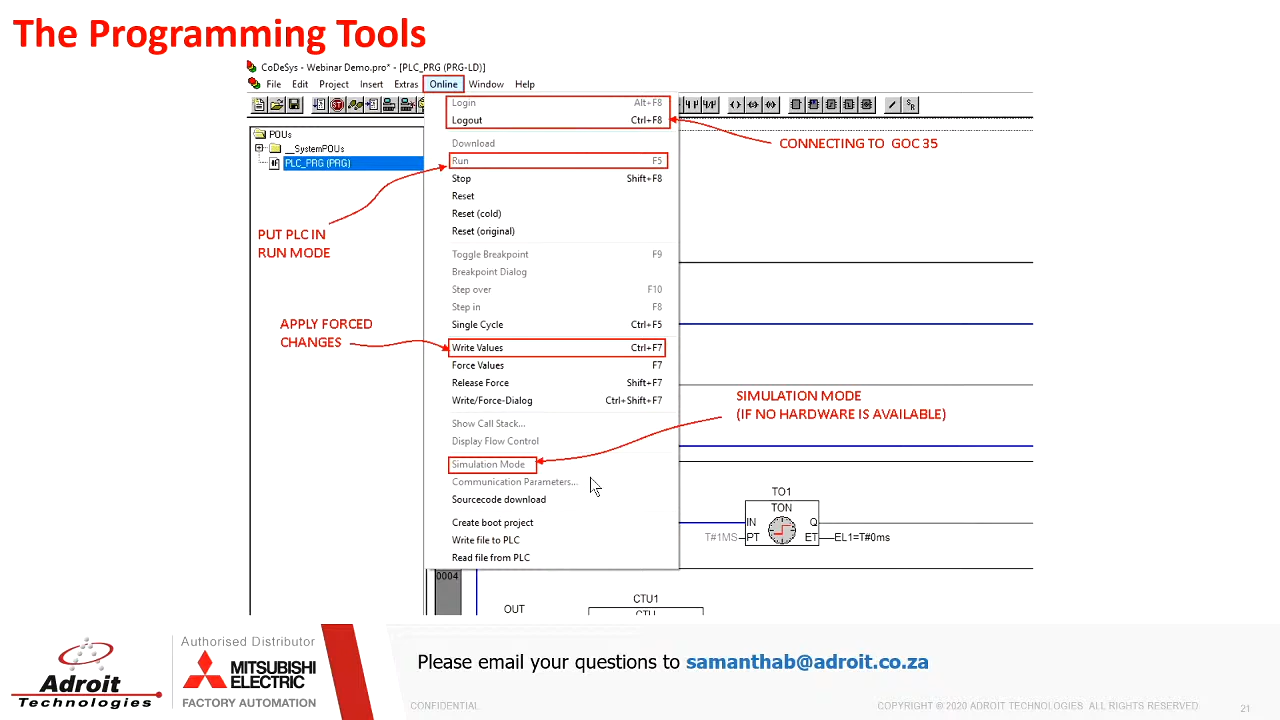 The Programming Tools
CoDeSys - Webinar Demo.pro* - [PLC_PRG (PRG-LD)]
File Edit Project Insert Extras Online Window Help
POUs
__SystemPOUs
PLC_PRG (PRG)
Login Alt+F8
Logout Ctrl+F8
CONNECTING TO GOC 35
Download
Run F5
Stop Shift+F8
Reset
Reset (cold)
Reset (original)
PUT PLC IN
RUN MODE
Toggle Breakpoint F9
Breakpoint Dialog
Step over F10
Step in F8
Single Cycle Ctrl+F5
APPLY FORCED
CHANGES
Write Values Ctrl+F7
Force Values F7
Release Force Shift+F7
Write/Force-Dialog Ctrl+Shift+F7
SIMULATION MODE
(IF NO HARDWARE IS AVAILABLE)
Show Call Stack...
Display Flow Control
Simulation Mode
Communication Parameters...
Sourcecode download
Create boot project
Write file to PLC
Read file from PLC
TO1
TON
IN Q
T#1MS PT ET EL1=T#0ms
0004
CTU1
OUT CTU
Adroit
Technologies
Authorised Distributor
MITSUBISHI
ELECTRIC
FACTORY AUTOMATION
Please email your questions to samanthab@adroit.co.za
CONFIDENTIAL
COPYRIGHT © 2020 ADROIT TECHNOLOGIES ALL RIGHTS RESERVED
21